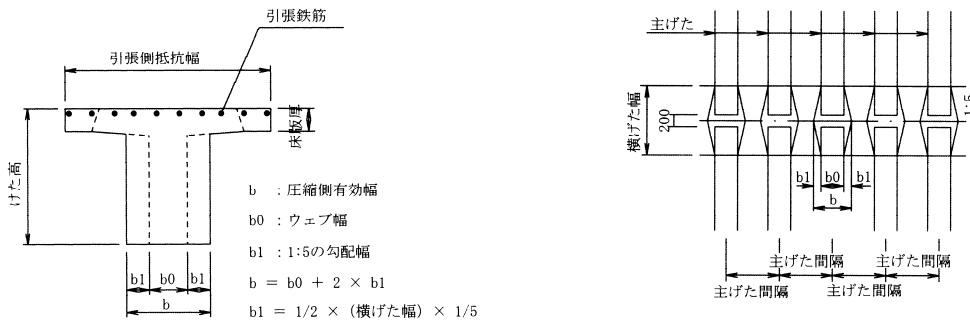 引張鉄筋
引張側抵抗幅
床版厚
けた高
b :圧縮側有効幅
b0 :ウェブ幅
b1 :1:5の勾配幅
b = b0 + 2 × b1
b1 = 1/2 × (横げた幅) × 1/5
b1 b0 b1
b
主げた
横げた幅
200
1:5
b1 b0 b1
b
主げた間隔 主げた間隔
主げた間隔 主げた間隔